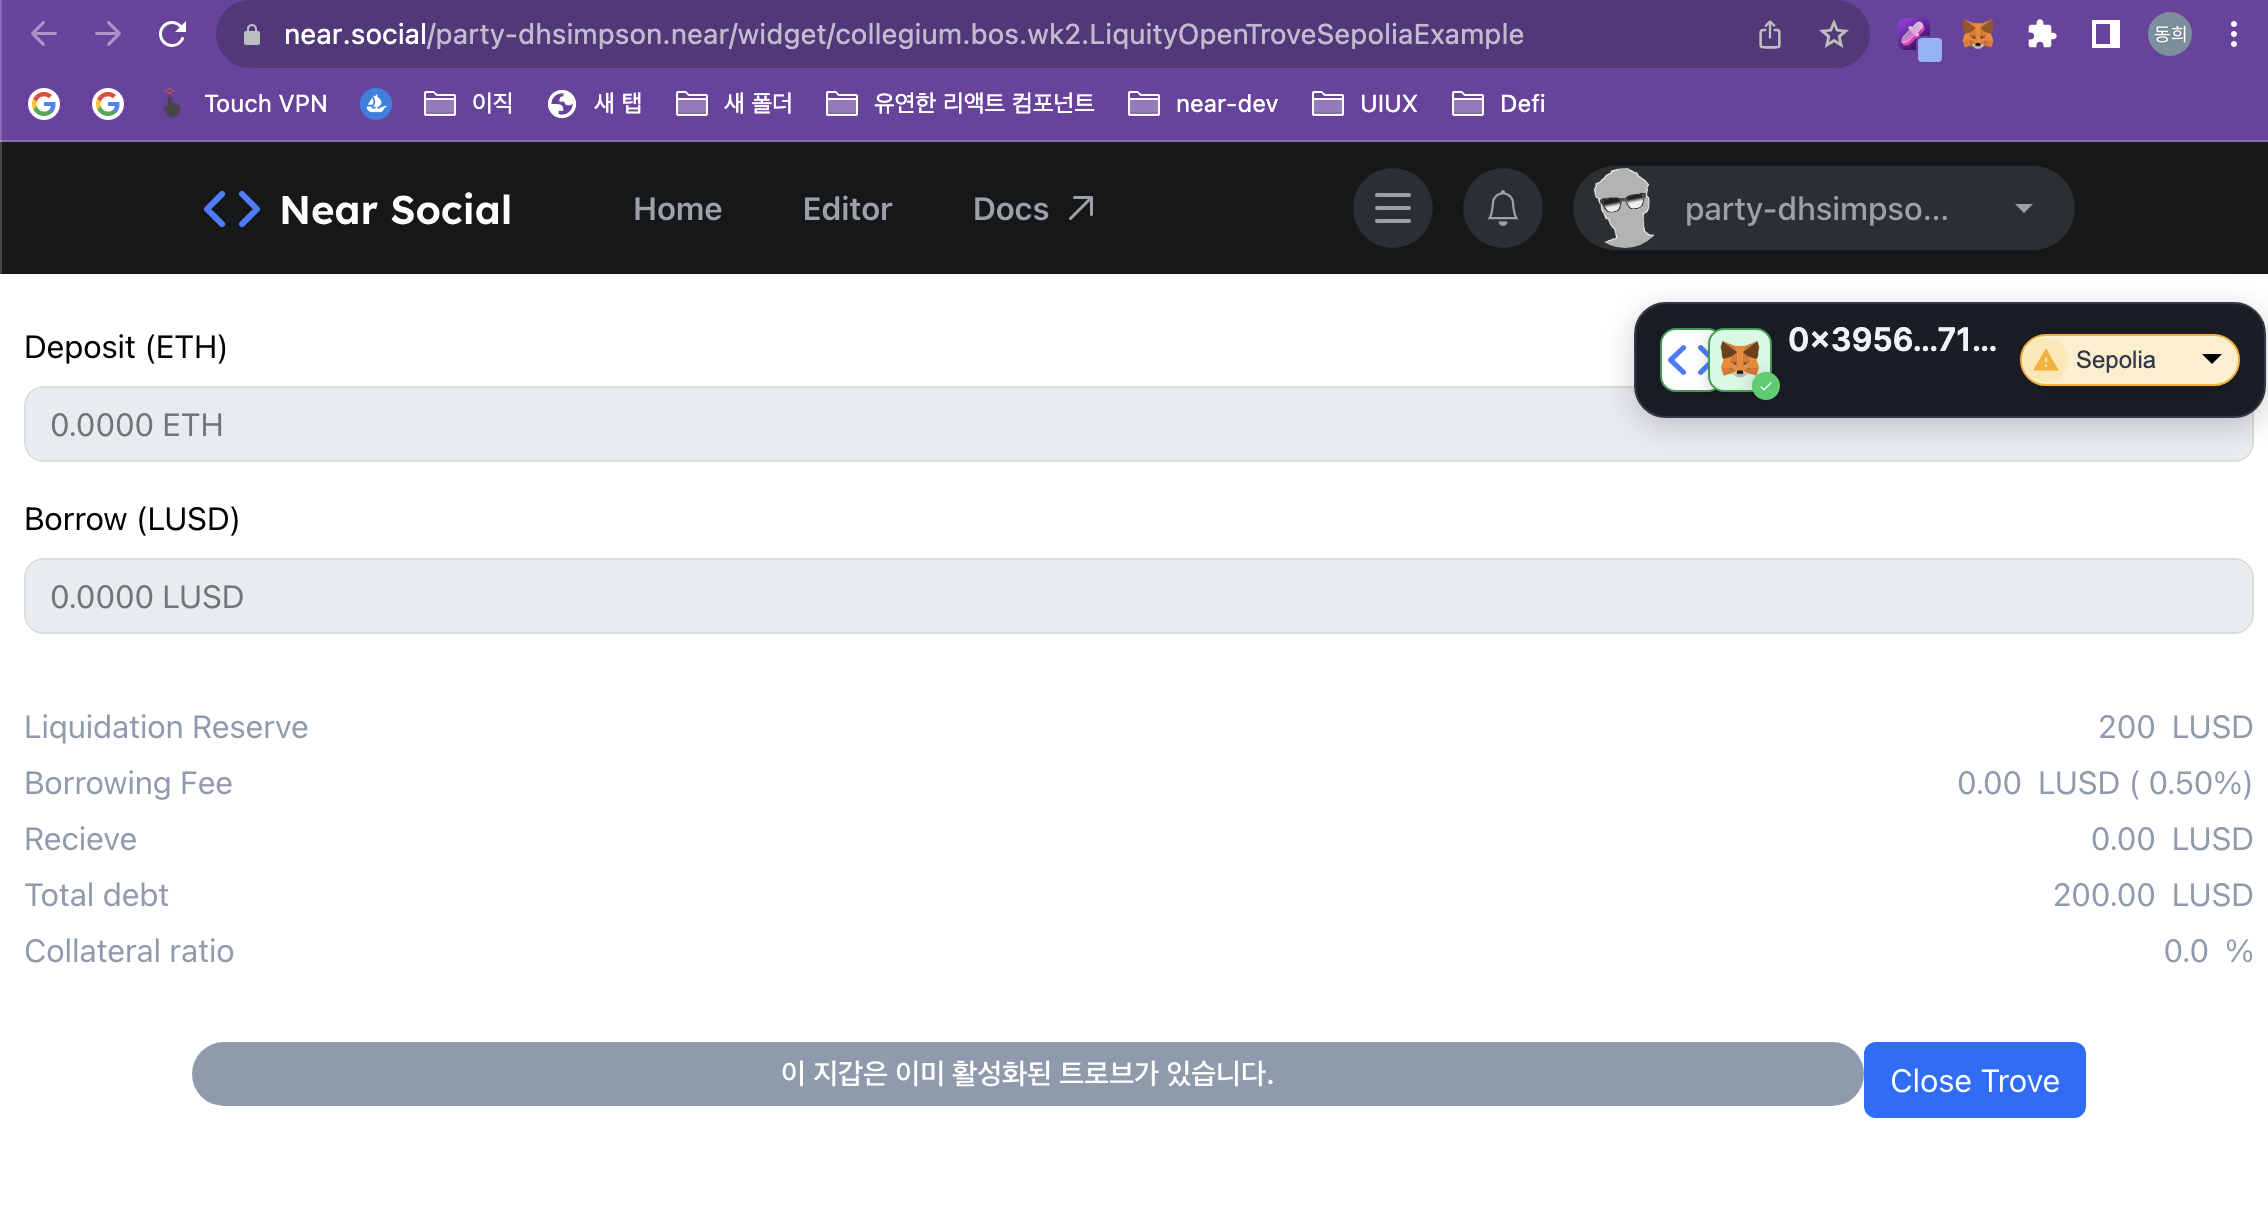 near.social/party-dhsimpson.near/widget/collegium.bos.wk2.LiquityOpenTroveSepoliaExample
동희
Touch VPN 이직 새 탭 새 폴더 유연한 리액트 컴포넌트 near-dev UIUX Defi
Near Social Home Editor Docs party-dhsimpso...
0×3956...71... Sepolia
Deposit (ETH)
0.0000 ETH
Borrow (LUSD)
0.0000 LUSD
Liquidation Reserve 200 LUSD
Borrowing Fee 0.00 LUSD ( 0.50%)
Recieve 0.00 LUSD
Total debt 200.00 LUSD
Collateral ratio 0.0 %
이 지갑은 이미 활성화된 트로브가 있습니다. Close Trove